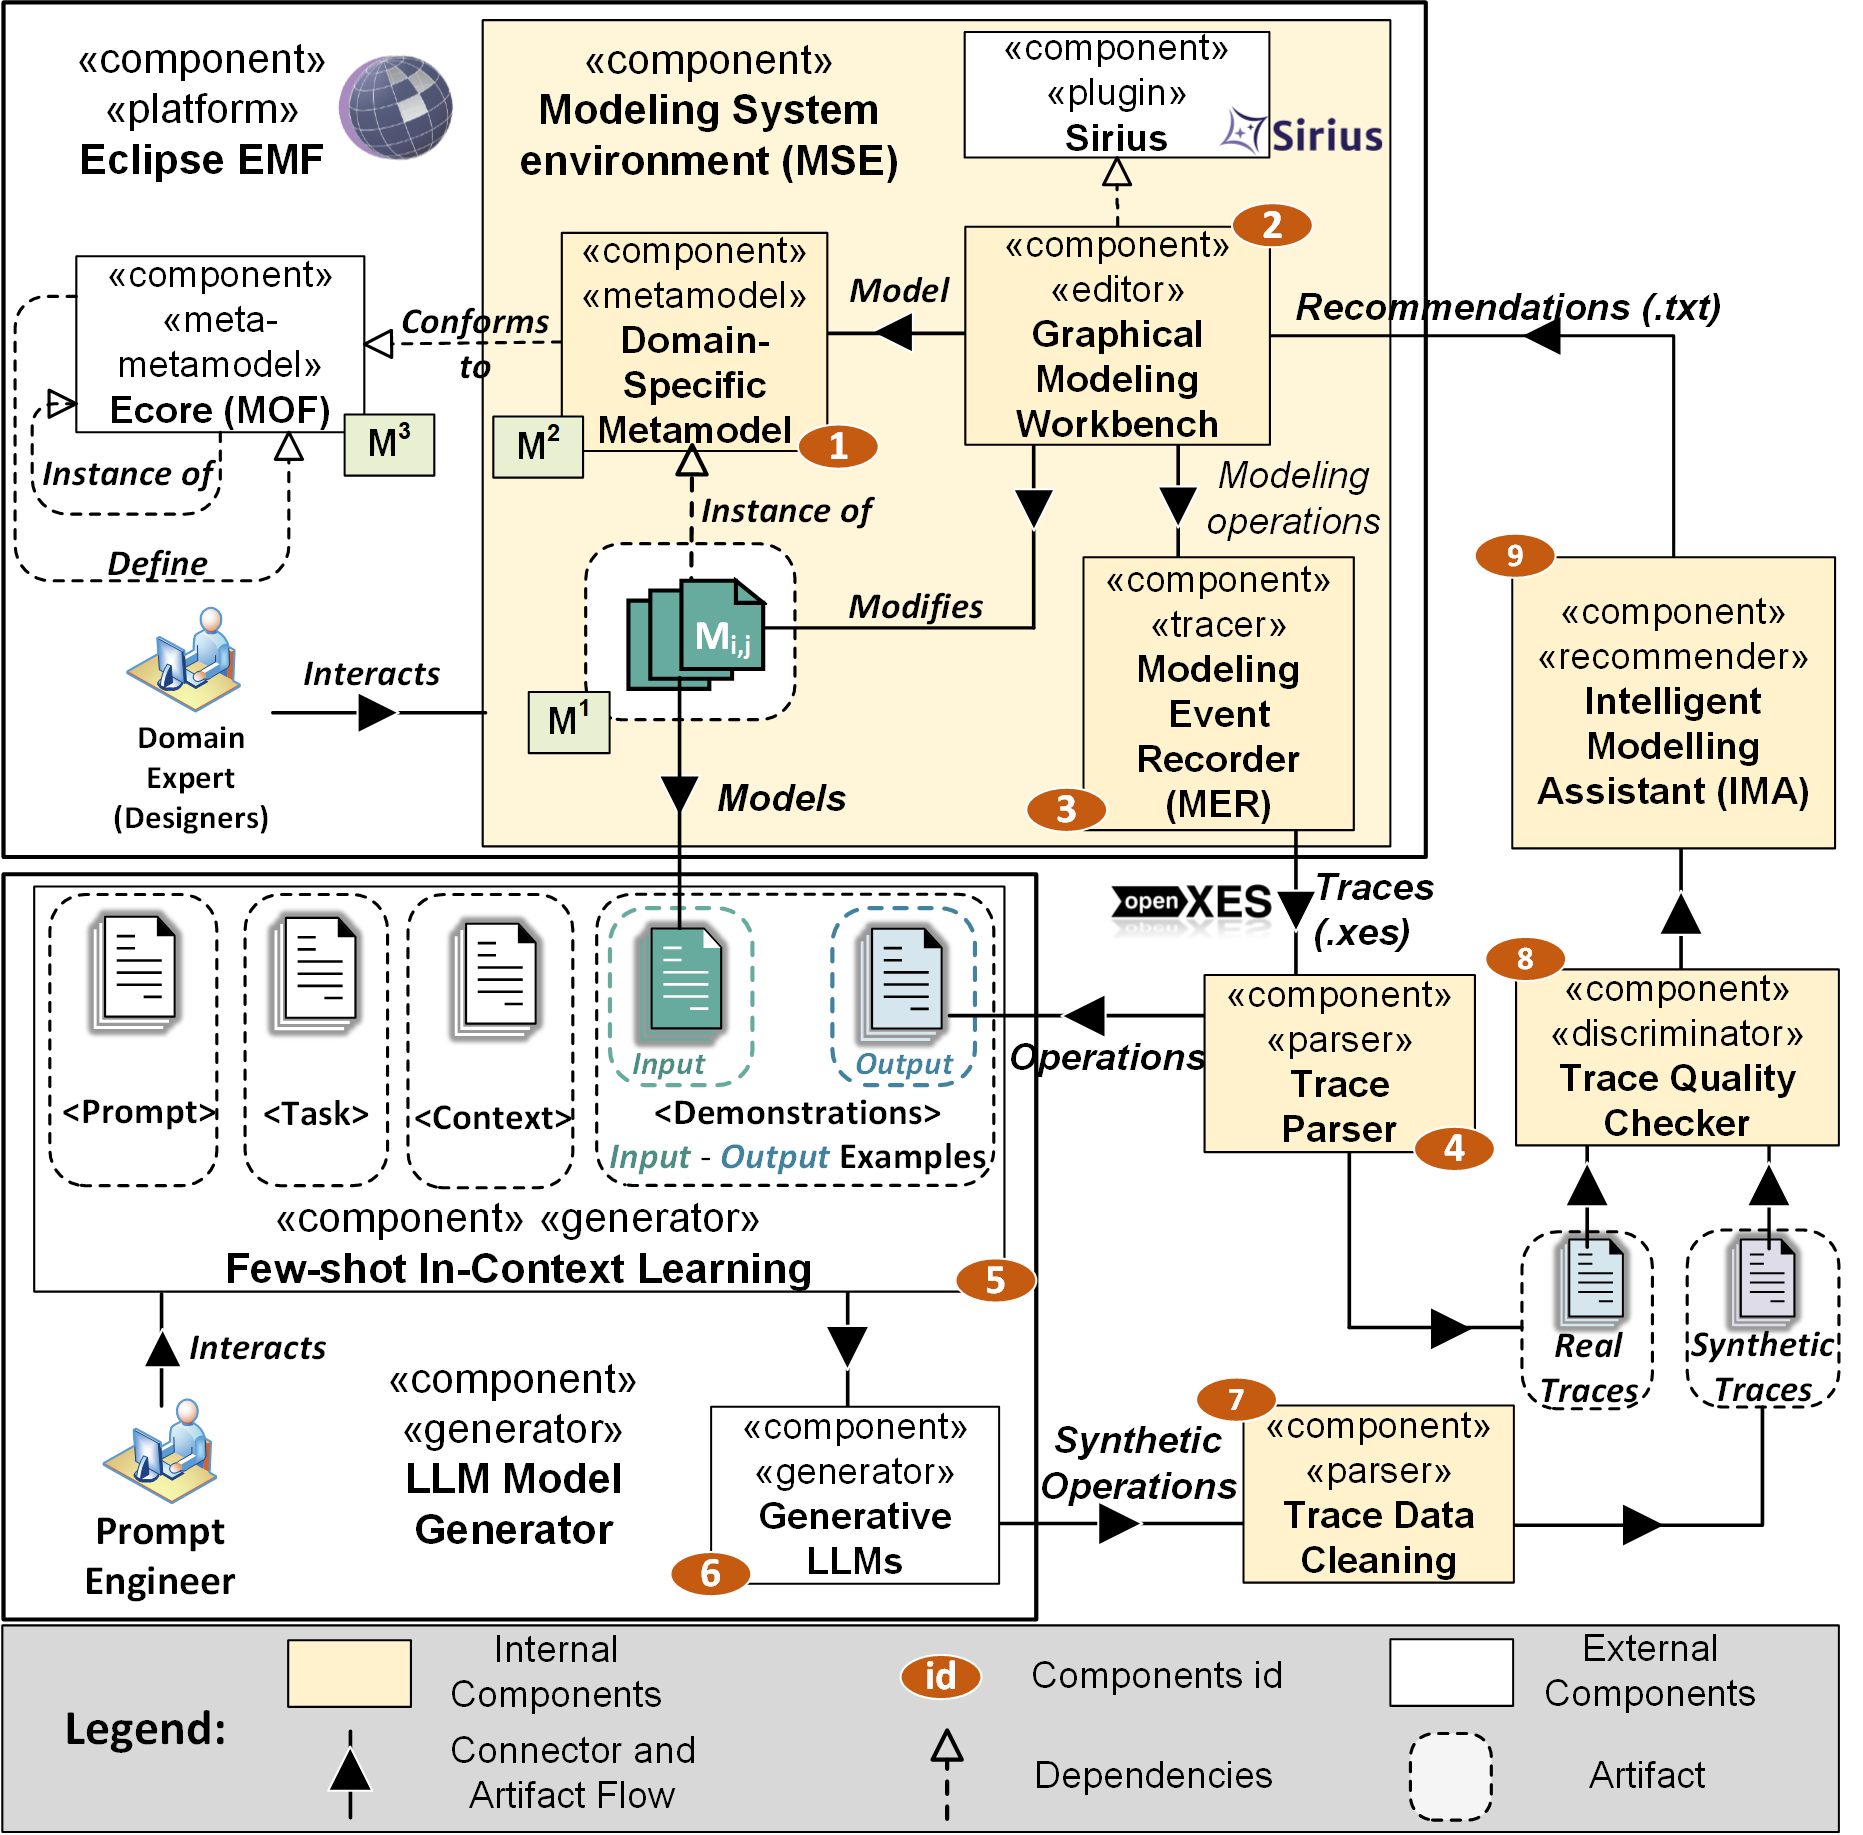 «component»
«platform»
Eclipse EMF
«component»
Modeling System
environment (MSE)
«component»
«plugin»
Sirius
Sirius
«component»
«meta-
metamodel»
Ecore (MOF)
M3
Instance of
Define
Conforms
to
«component»
«metamodel»
Domain-
Specific
Metamodel
M2
1
Model
«component»
«editor»
Graphical
Modeling
Workbench
2
Recommendations (.txt)
Modeling
operations
Instance of
Mi,j
M1
Modifies
«component»
«tracer»
Modeling
Event
Recorder
(MER)
3
Domain
Expert
(Designers)
Interacts
Models
9
«component»
«recommender»
Intelligent
Modelling
Assistant (IMA)
open XES
Traces
(.xes)
<Prompt>
<Task>
<Context>
Input
Output
<Demonstrations>
Input - Output Examples
«component» «generator»
Few-shot In-Context Learning
5
Operations
«component»
«parser»
Trace
Parser
4
8
«component»
«discriminator»
Trace Quality
Checker
Real
Traces
Synthetic
Traces
Interacts
Prompt
Engineer
«component»
«generator»
LLM Model
Generator
«component»
«generator»
Generative
LLMs
6
Synthetic
Operations
7
«component»
«parser»
Trace Data
Cleaning
Legend:
Internal
Components
id
Components id
External
Components
Connector and
Artifact Flow
Dependencies
Artifact